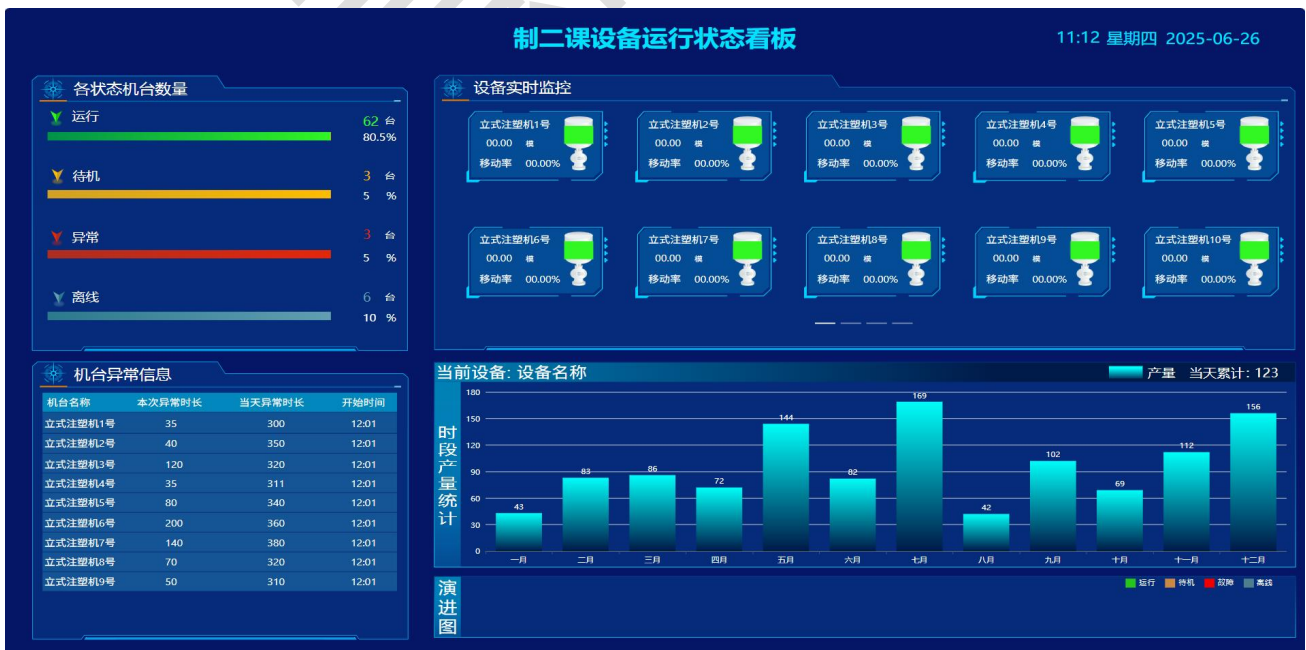 制二课设备运行状态看板
11:12 星期四 2025-06-26
各状态机台数量
运行
62 台
80.5%
待机
3 台
5 %
异常
3 台
5 %
离线
6 台
10 %
设备实时监控
立式注塑机1号 立式注塑机2号 立式注塑机3号 立式注塑机4号 立式注塑机5号
00.00 模 00.00 模 00.00 模 00.00 模 00.00 模
移动率 00.00% 移动率 00.00% 移动率 00.00% 移动率 00.00% 移动率 00.00%
立式注塑机6号 立式注塑机7号 立式注塑机8号 立式注塑机9号 立式注塑机10号
00.00 模 00.00 模 00.00 模 00.00 模 00.00 模
移动率 00.00% 移动率 00.00% 移动率 00.00% 移动率 00.00% 移动率 00.00%
机台异常信息
机台名称 本次异常时长 当天异常时长 开始时间
立式注塑机1号 35 300 12:01
立式注塑机2号 40 350 12:01
立式注塑机3号 120 320 12:01
立式注塑机4号 35 311 12:01
立式注塑机5号 80 340 12:01
立式注塑机6号 200 360 12:01
立式注塑机7号 140 380 12:01
立式注塑机8号 70 320 12:01
立式注塑机9号 50 310 12:01
当前设备: 设备名称
产量 当天累计: 123
时段产量统计
180
150
120
90
60
30
0
43 83 86 72 144 82 169 42 102 69 112 156
一月 二月 三月 四月 五月 六月 七月 八月 九月 十月 十一月 十二月
演进图
运行 待机 故障 离线